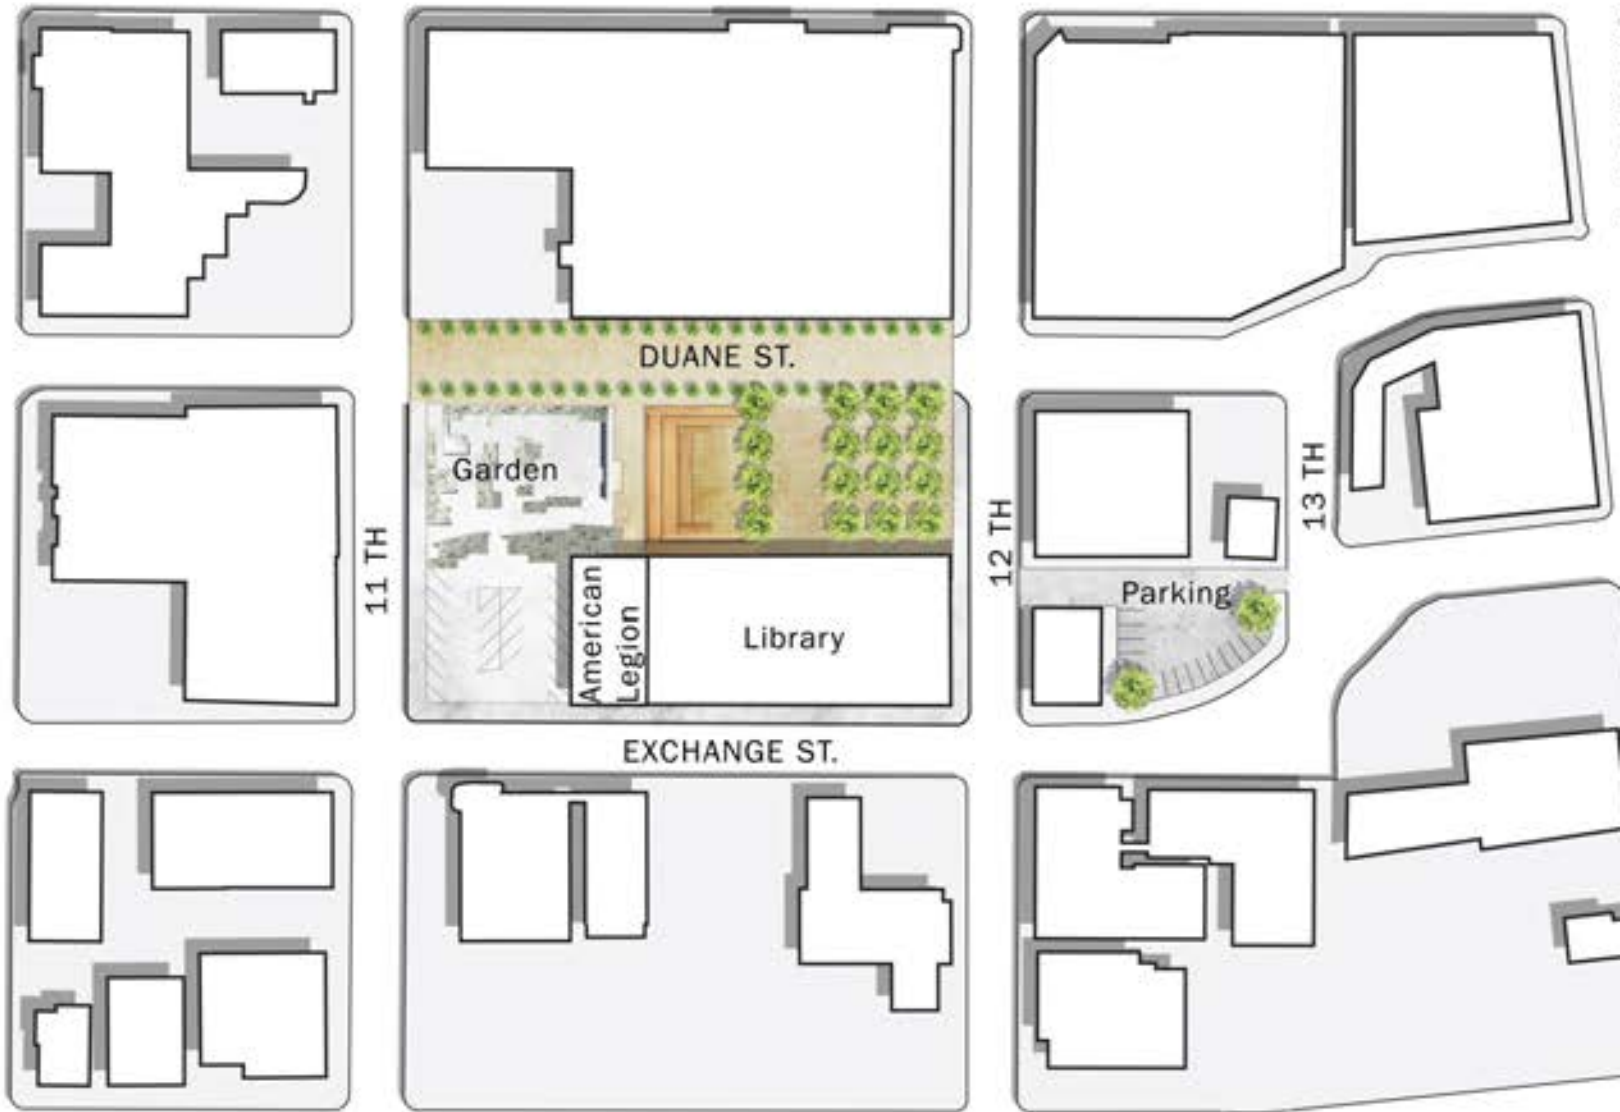 DUANE ST.
Garden
11 TH
12 TH
13 TH
Parking
American
Legion
Library
EXCHANGE ST.